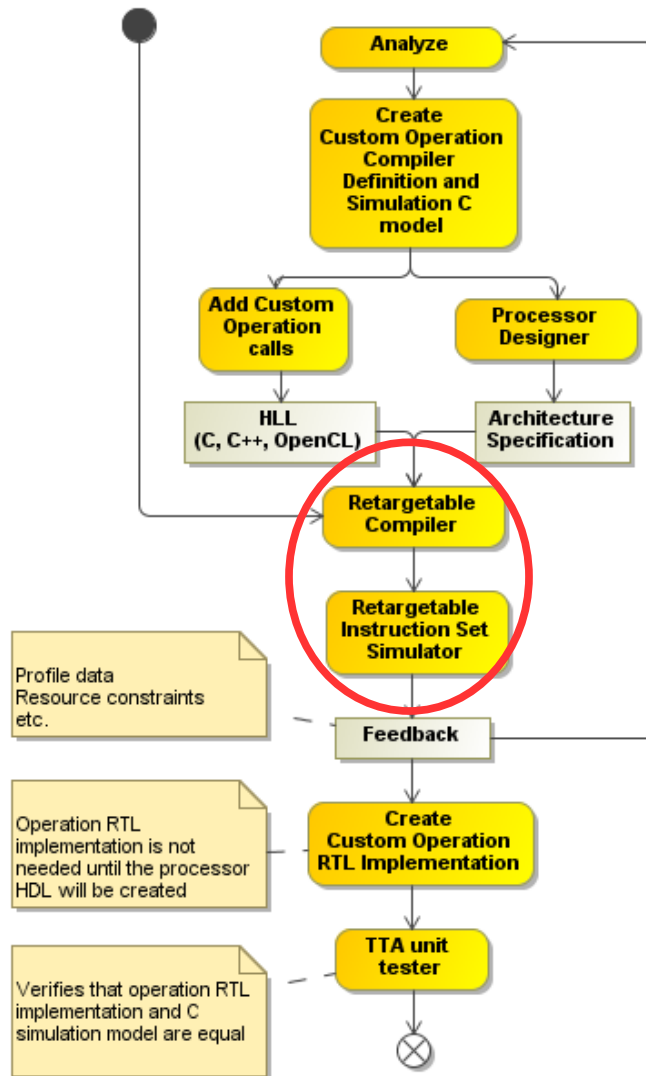 Analyze
Create
Custom Operation
Compiler
Definition and
Simulation C
model
Add Custom
Operation
calls
Processor
Designer
HLL
(C, C++, OpenCL)
Architecture
Specification
Retargetable
Compiler
Retargetable
Instruction Set
Simulator
Profile data
Resource constraints
etc.
Feedback
Create
Custom Operation
RTL Implementation
Operation RTL
implementation is not
needed until the processor
HDL will be created
TTA unit
tester
Verifies that operation RTL
implementation and C
simulation model are equal